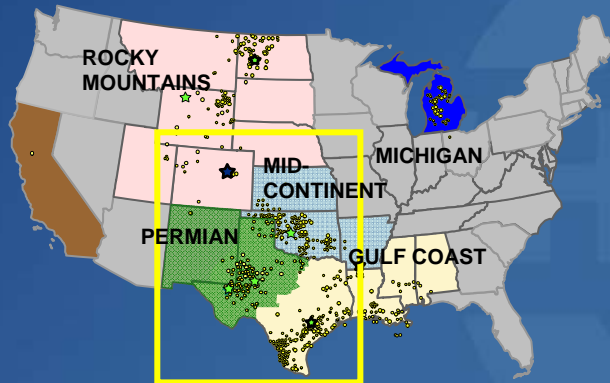 ROCKY
MOUNTAINS
MICHIGAN
MID-
CONTINENT
PERMIAN
GULF COAST